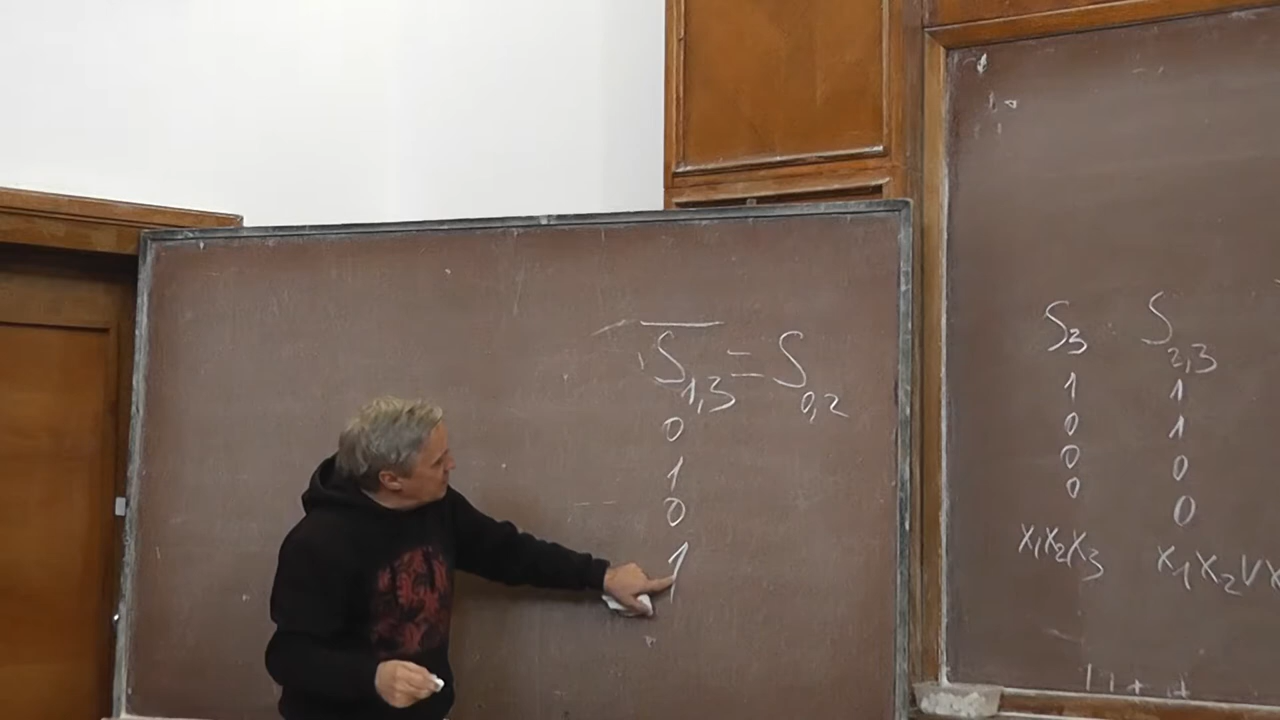 S̅₁,₃ = S₀,₂
0
1
0
1
S₃ S₂,₃
1 1
0 1
0 0
0 0
x₁x₂x₃ x₁x₂∨x